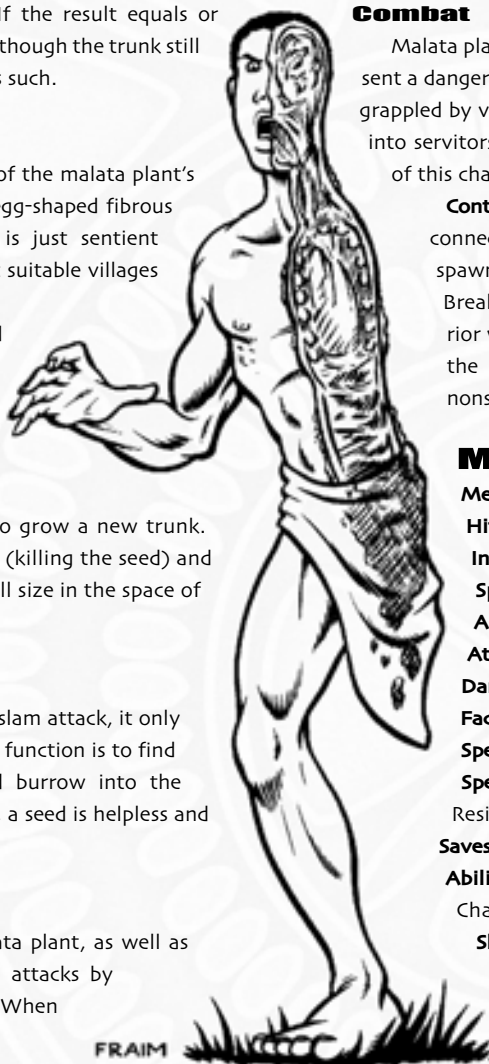 If the result equals or
though the trunk still
s such.
of the malata plant's
egg-shaped fibrous
is just sentient
suitable villages
o grow a new trunk.
(killing the seed) and
ll size in the space of
slam attack, it only
function is to find
burrow into the
a seed is helpless and
ata plant, as well as
attacks by
When
FRAIM
Combat
Malata pla
sent a danger
grappled by v
into servitors
of this cha
Cont
connec
spawn
Breal
rior v
the
nons
M
Me
Hi
In
Sp
A
At
Da
Fac
Spe
Spe
Resi
Saves
Abili
Cha
Sl